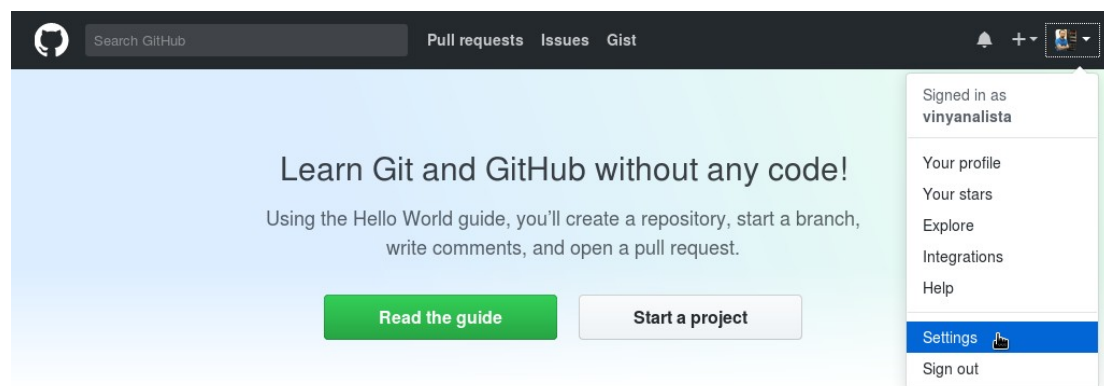 Search GitHub
Pull requests Issues Gist
Signed in as
vinyanalista
Your profile
Your stars
Explore
Integrations
Help
Settings
Sign out
Learn Git and GitHub without any code!
Using the Hello World guide, you’ll create a repository, start a branch,
write comments, and open a pull request.
Read the guide
Start a project